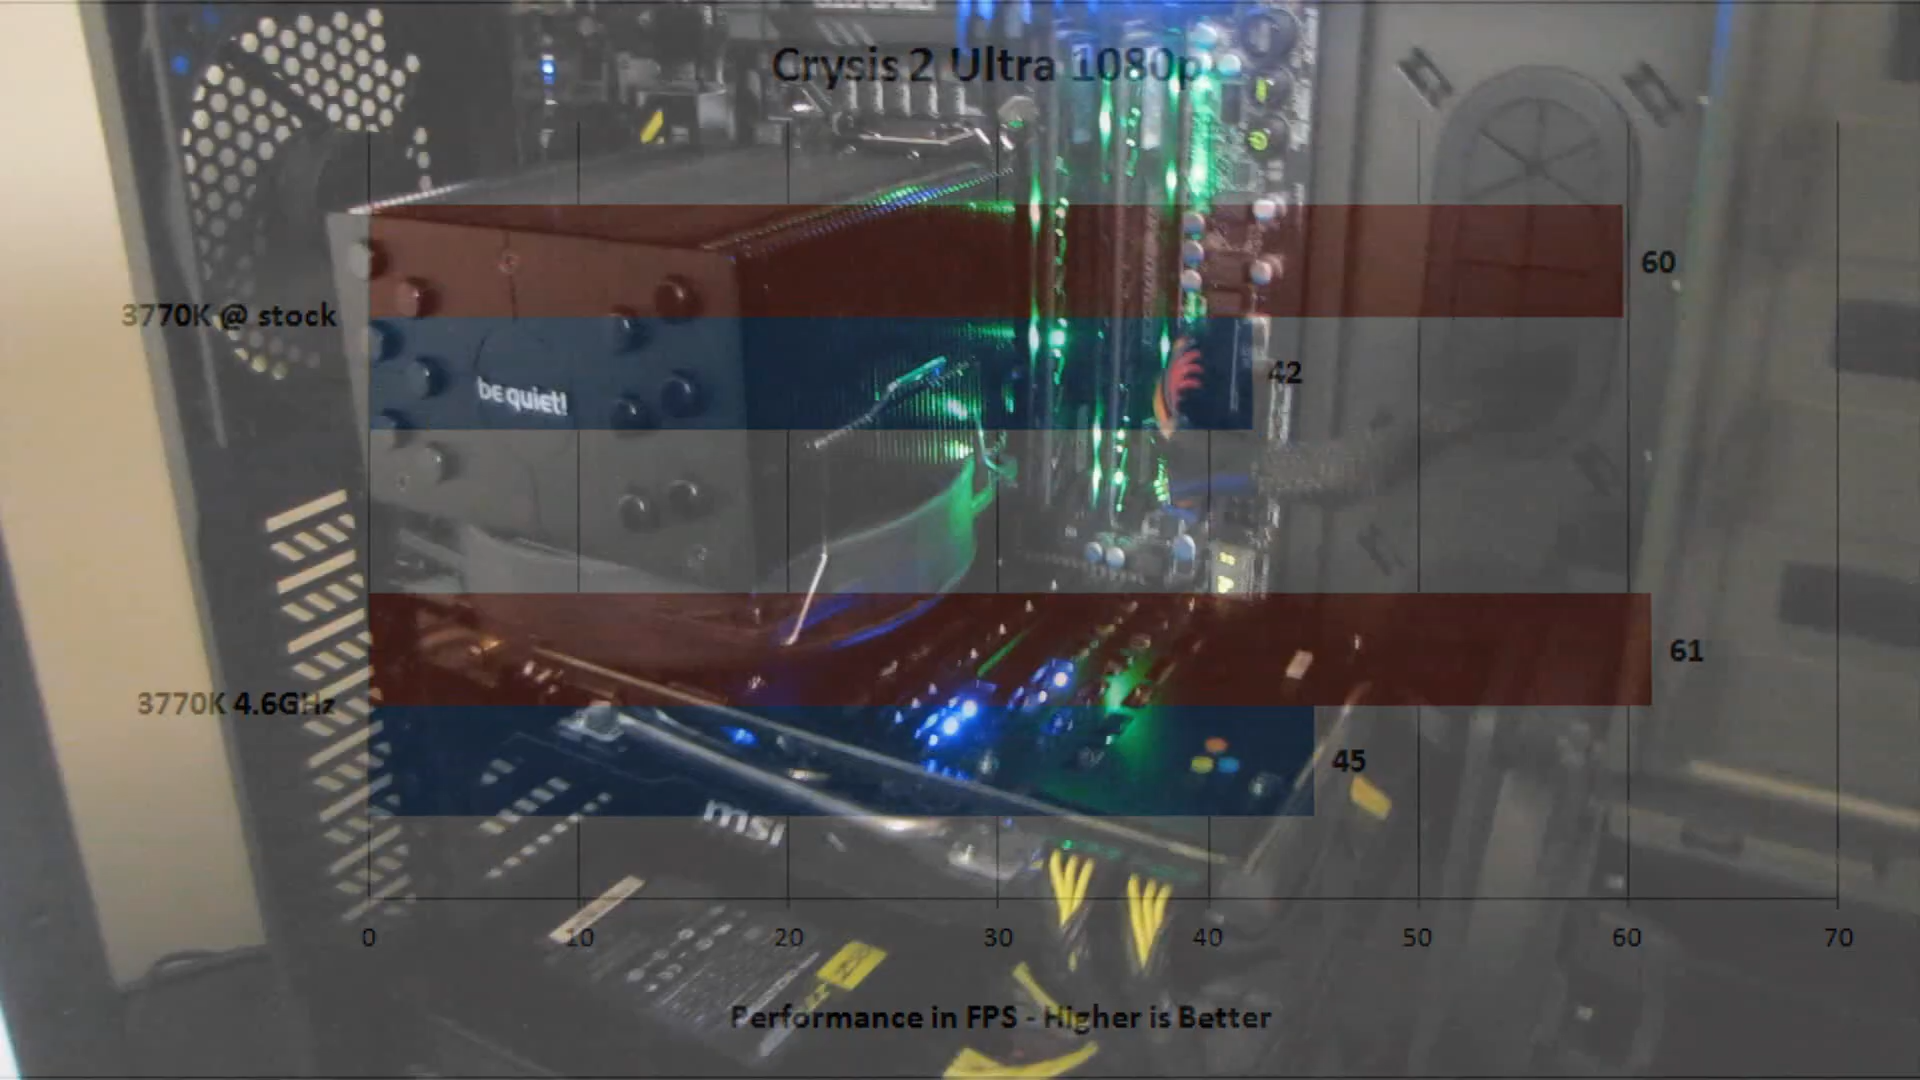 Crysis 2 Ultra 1080p
60
3770K @ stock
42
be quiet!
61
3770K 4.6GHz
45
msi
0 10 20 30 40 50 60 70
Performance in FPS - Higher is Better